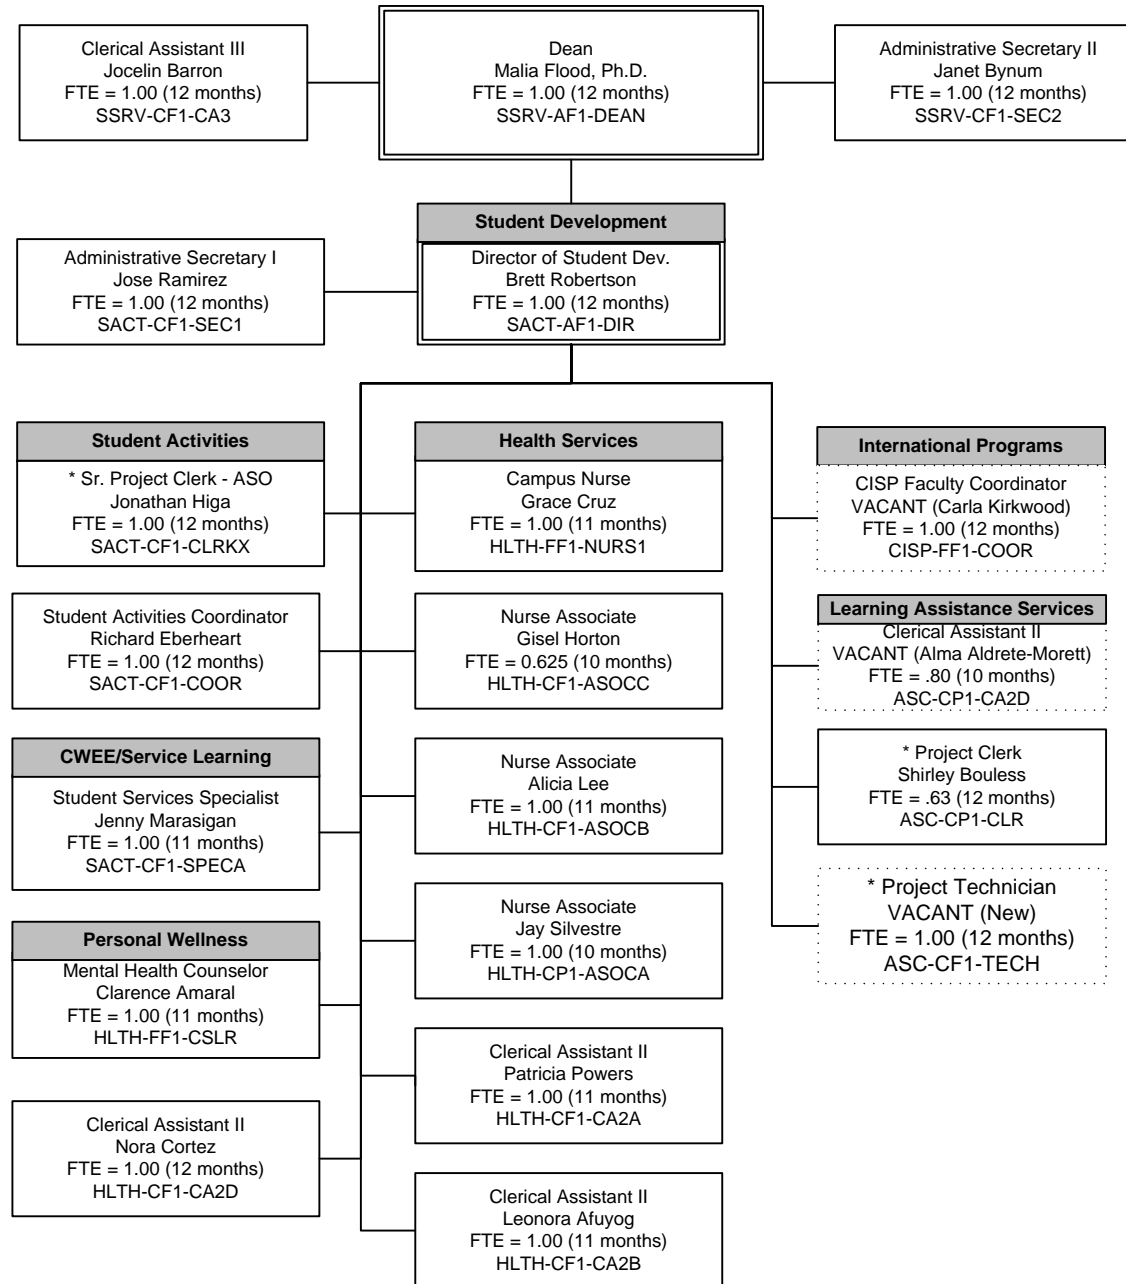 Clerical Assistant III
Jocelin Barron
FTE = 1.00 (12 months)
SSRV-CF1-CA3
Dean
Malia Flood, Ph.D.
FTE = 1.00 (12 months)
SSRV-AF1-DEAN
Administrative Secretary II
Janet Bynum
FTE = 1.00 (12 months)
SSRV-CF1-SEC2
Student Development
Director of Student Dev.
Brett Robertson
FTE = 1.00 (12 months)
SACT-AF1-DIR
Administrative Secretary I
Jose Ramirez
FTE = 1.00 (12 months)
SACT-CF1-SEC1
Student Activities
* Sr. Project Clerk - ASO
Jonathan Higa
FTE = 1.00 (12 months)
SACT-CF1-CLRKX
Student Activities Coordinator
Richard Eberheart
FTE = 1.00 (12 months)
SACT-CF1-COOR
CWEE/Service Learning
Student Services Specialist
Jenny Marasigan
FTE = 1.00 (11 months)
SACT-CF1-SPECA
Personal Wellness
Mental Health Counselor
Clarence Amaral
FTE = 1.00 (11 months)
HLTH-FF1-CSLR
Clerical Assistant II
Nora Cortez
FTE = 1.00 (12 months)
HLTH-CF1-CA2D
Health Services
Campus Nurse
Grace Cruz
FTE = 1.00 (11 months)
HLTH-FF1-NURS1
Nurse Associate
Gisel Horton
FTE = 0.625 (10 months)
HLTH-CF1-ASOCC
Nurse Associate
Alicia Lee
FTE = 1.00 (11 months)
HLTH-CF1-ASOCB
Nurse Associate
Jay Silvestre
FTE = 1.00 (10 months)
HLTH-CP1-ASOCA
Clerical Assistant II
Patricia Powers
FTE = 1.00 (11 months)
HLTH-CF1-CA2A
Clerical Assistant II
Leonora Afuyog
FTE = 1.00 (11 months)
HLTH-CF1-CA2B
International Programs
CISP Faculty Coordinator
VACANT (Carla Kirkwood)
FTE = 1.00 (12 months)
CISP-FF1-COOR
Learning Assistance Services
Clerical Assistant II
VACANT (Alma Aldrete-Morett)
FTE = .80 (10 months)
ASC-CP1-CA2D
* Project Clerk
Shirley Bouless
FTE = .63 (12 months)
ASC-CP1-CLR
* Project Technician
VACANT (New)
FTE = 1.00 (12 months)
ASC-CF1-TECH